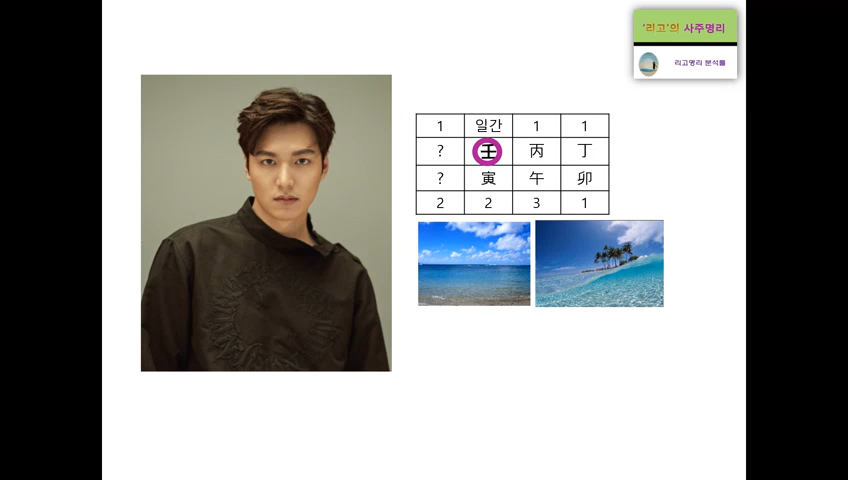 '리고'의 사주명리
리고명리 분석틀
1 일간 1 1
? 壬 丙 丁
? 寅 午 卯
2 2 3 1